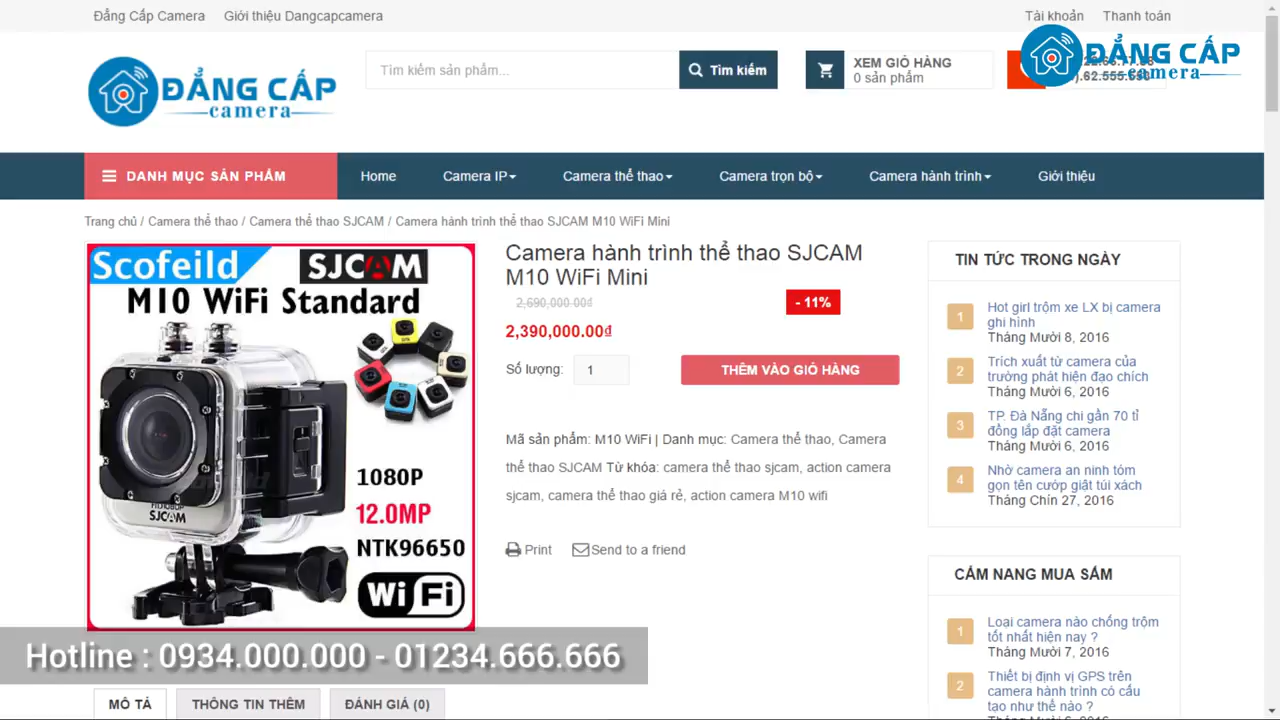 Đẳng Cấp Camera Giới thiệu Dangcapcamera Tài khoản Thanh toán
ĐẲNG CẤP
camera
Tìm kiếm sản phẩm...
Tìm kiếm
XEM GIỎ HÀNG
0 sản phẩm
ĐẲNG CẤP
camera
.62.555.
DANH MỤC SẢN PHẨM Home Camera IP Camera thể thao Camera trọn bộ Camera hành trình Giới thiệu
Trang chủ / Camera thể thao / Camera thể thao SJCAM / Camera hành trình thể thao SJCAM M10 WiFi Mini
Scofeild SJCAM
M10 WiFi Standard
1080P
12.0MP
NTK96650
WiFi
SJCAM
Camera hành trình thể thao SJCAM
M10 WiFi Mini
2,690,000.00₫
- 11%
2,390,000.00₫
Số lượng: 1 THÊM VÀO GIỎ HÀNG
Mã sản phẩm: M10 WiFi | Danh mục: Camera thể thao, Camera
thể thao SJCAM Từ khóa: camera thể thao sjcam, action camera
sjcam, camera thể thao giá rẻ, action camera M10 wifi
Print Send to a friend
TIN TỨC TRONG NGÀY
1 Hot girl trộm xe LX bị camera
ghi hình
Tháng Mười 8, 2016
2 Trích xuất từ camera của
trưởng phát hiện đạo chích
Tháng Mười 6, 2016
3 TP. Đà Nẵng chi gần 70 tỉ
đồng lắp đặt camera
Tháng Mười 6, 2016
4 Nhờ camera an ninh tóm
gọn tên cướp giật túi xách
Tháng Chín 27, 2016
CẨM NANG MUA SẮM
1 Loại camera nào chống trộm
tốt nhất hiện nay ?
Tháng Mười 7, 2016
2 Thiết bị định vị GPS trên
camera hành trình có cấu
tạo như thế nào ?
Hotline : 0934.000.000 - 01234.666.666
MÔ TẢ THÔNG TIN THÊM ĐÁNH GIÁ (0)